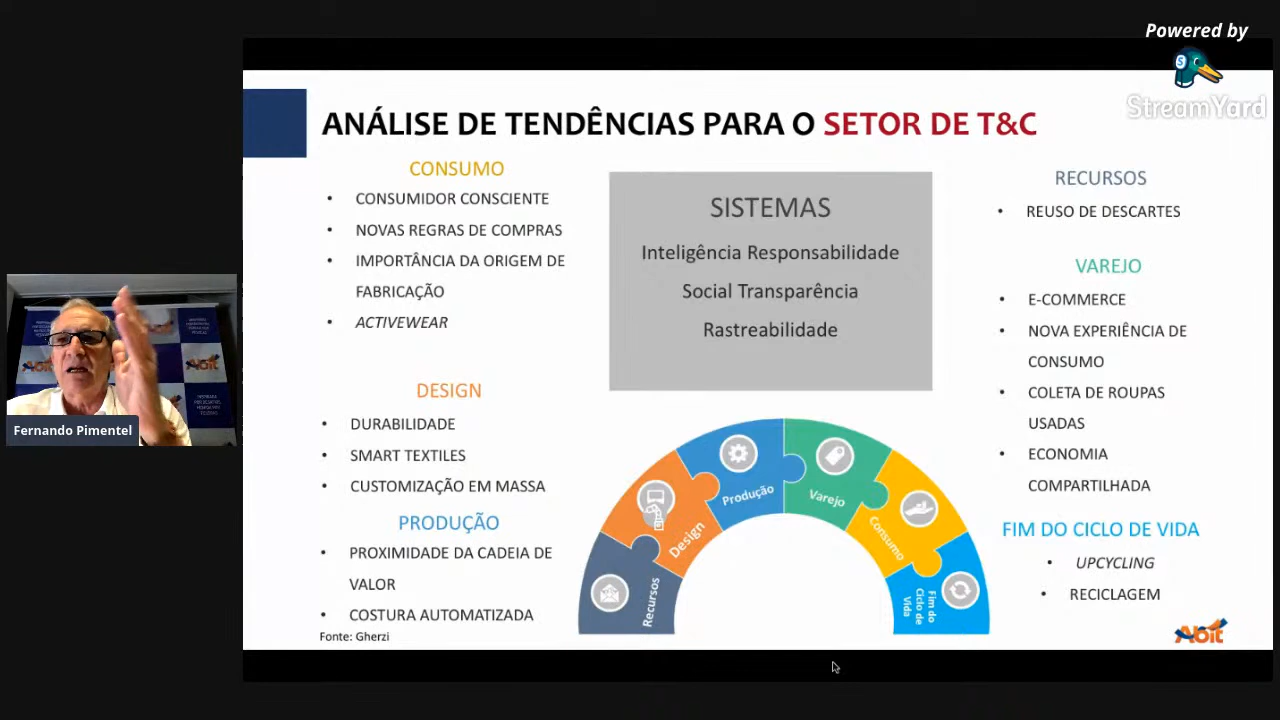 Powered by
StreamYard
ANÁLISE DE TENDÊNCIAS PARA O SETOR DE T&C
CONSUMO
• CONSUMIDOR CONSCIENTE
• NOVAS REGRAS DE COMPRAS
• IMPORTÂNCIA DA ORIGEM DE
FABRICAÇÃO
• ACTIVEWEAR
DESIGN
• DURABILIDADE
• SMART TEXTILES
• CUSTOMIZAÇÃO EM MASSA
PRODUÇÃO
• PROXIMIDADE DA CADEIA DE
VALOR
• COSTURA AUTOMATIZADA
Fonte: Gherzi
SISTEMAS
Inteligência Responsabilidade
Social Transparência
Rastreabilidade
Recursos
Design
Produção
Varejo
Consumo
Fim do
Ciclo de
Vida
RECURSOS
• REUSO DE DESCARTES
VAREJO
• E-COMMERCE
• NOVA EXPERIÊNCIA DE
CONSUMO
• COLETA DE ROUPAS
USADAS
• ECONOMIA
COMPARTILHADA
FIM DO CICLO DE VIDA
• UPCYCLING
• RECICLAGEM
Abit
Abit
Fernando Pimentel